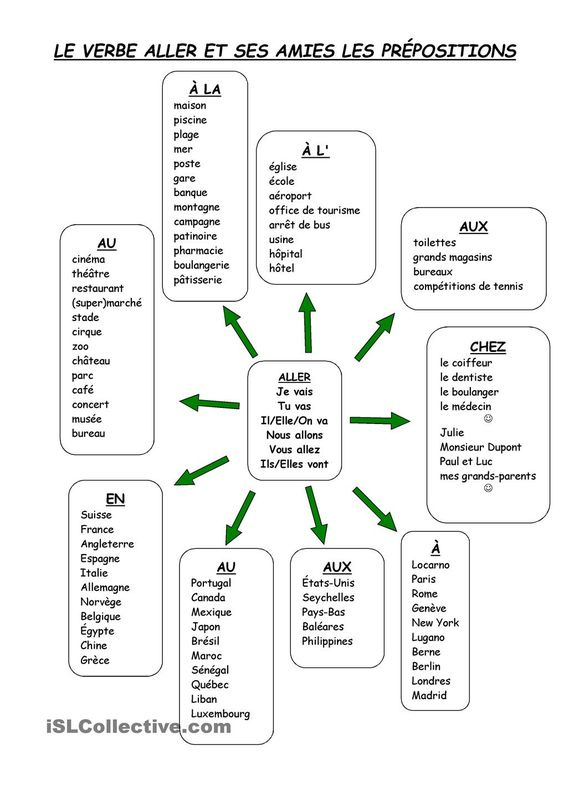 LE VERBE ALLER ET SES AMIES LES PRÉPOSITIONS
À LA
maison
piscine
plage
mer
poste
gare
banque
montagne
campagne
patinoire
pharmacie
boulangerie
pâtisserie
À L'
église
école
aéroport
office de tourisme
arrêt de bus
usine
hôpital
hôtel
AUX
toilettes
grands magasins
bureaux
compétitions de tennis
AU
cinéma
théâtre
restaurant
(super)marché
stade
cirque
zoo
château
parc
café
concert
musée
bureau
ALLER
Je vais
Tu vas
Il/Elle/On va
Nous allons
Vous allez
Ils/Elles vont
CHEZ
le coiffeur
le dentiste
le boulanger
le médecin
☺
Julie
Monsieur Dupont
Paul et Luc
mes grands-parents
☺
EN
Suisse
France
Angleterre
Espagne
Italie
Allemagne
Norvège
Belgique
Égypte
Chine
Grèce
AU
Portugal
Canada
Mexique
Japon
Brésil
Maroc
Sénégal
Québec
Liban
Luxembourg
AUX
États-Unis
Seychelles
Pays-Bas
Baléares
Philippines
À
Locarno
Paris
Rome
Genève
New York
Lugano
Berne
Berlin
Londres
Madrid
iSLCollective.com